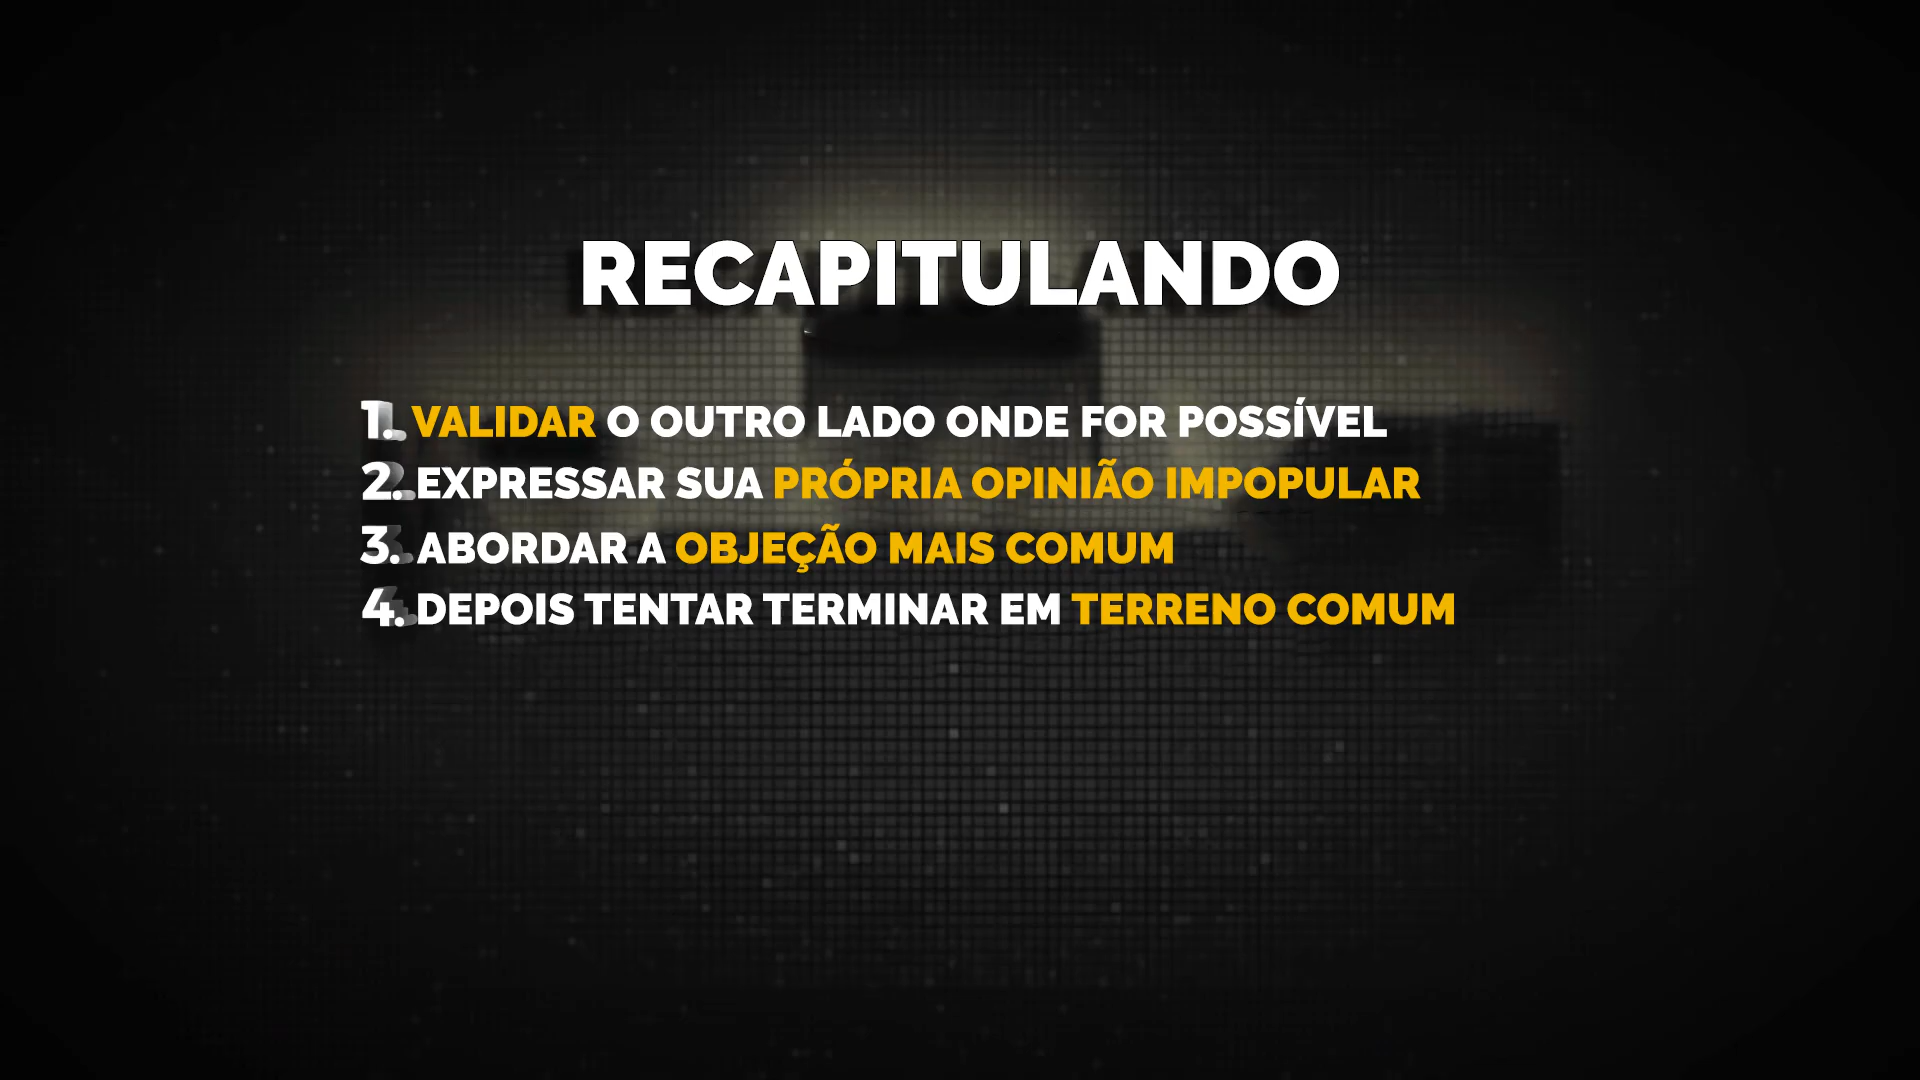 RECAPITULANDO
1. VALIDAR O OUTRO LADO ONDE FOR POSSÍVEL
2. EXPRESSAR SUA PRÓPRIA OPINIÃO IMPOPULAR
3. ABORDAR A OBJEÇÃO MAIS COMUM
4. DEPOIS TENTAR TERMINAR EM TERRENO COMUM